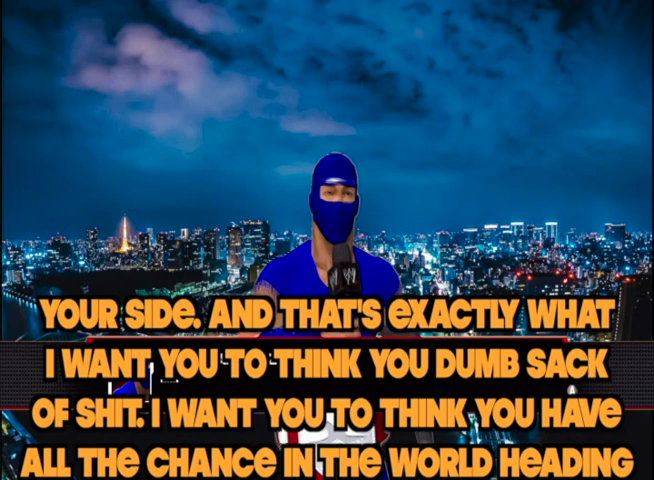 YOUR SIDE. AND THAT'S EXACTLY WHAT
I WANT YOU TO THINK YOU DUMB SACK
OF SHIT. I WANT YOU TO THINK YOU HAVE
ALL THE CHANCE IN THE WORLD HEADING